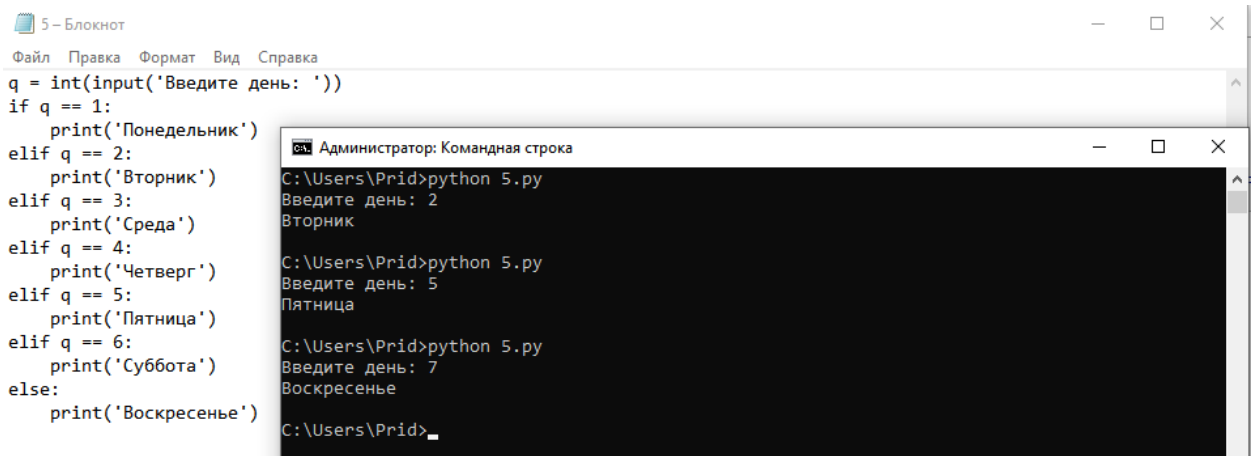 5 – Блокнот
Файл Правка Формат Вид Справка
q = int(input('Введите день: '))
if q == 1:
    print('Понедельник')
elif q == 2:
    print('Вторник')
elif q == 3:
    print('Среда')
elif q == 4:
    print('Четверг')
elif q == 5:
    print('Пятница')
elif q == 6:
    print('Суббота')
else:
    print('Воскресенье')
Администратор: Командная строка
C:\Users\Prid>python 5.py
Введите день: 2
Вторник
C:\Users\Prid>python 5.py
Введите день: 5
Пятница
C:\Users\Prid>python 5.py
Введите день: 7
Воскресенье
C:\Users\Prid>